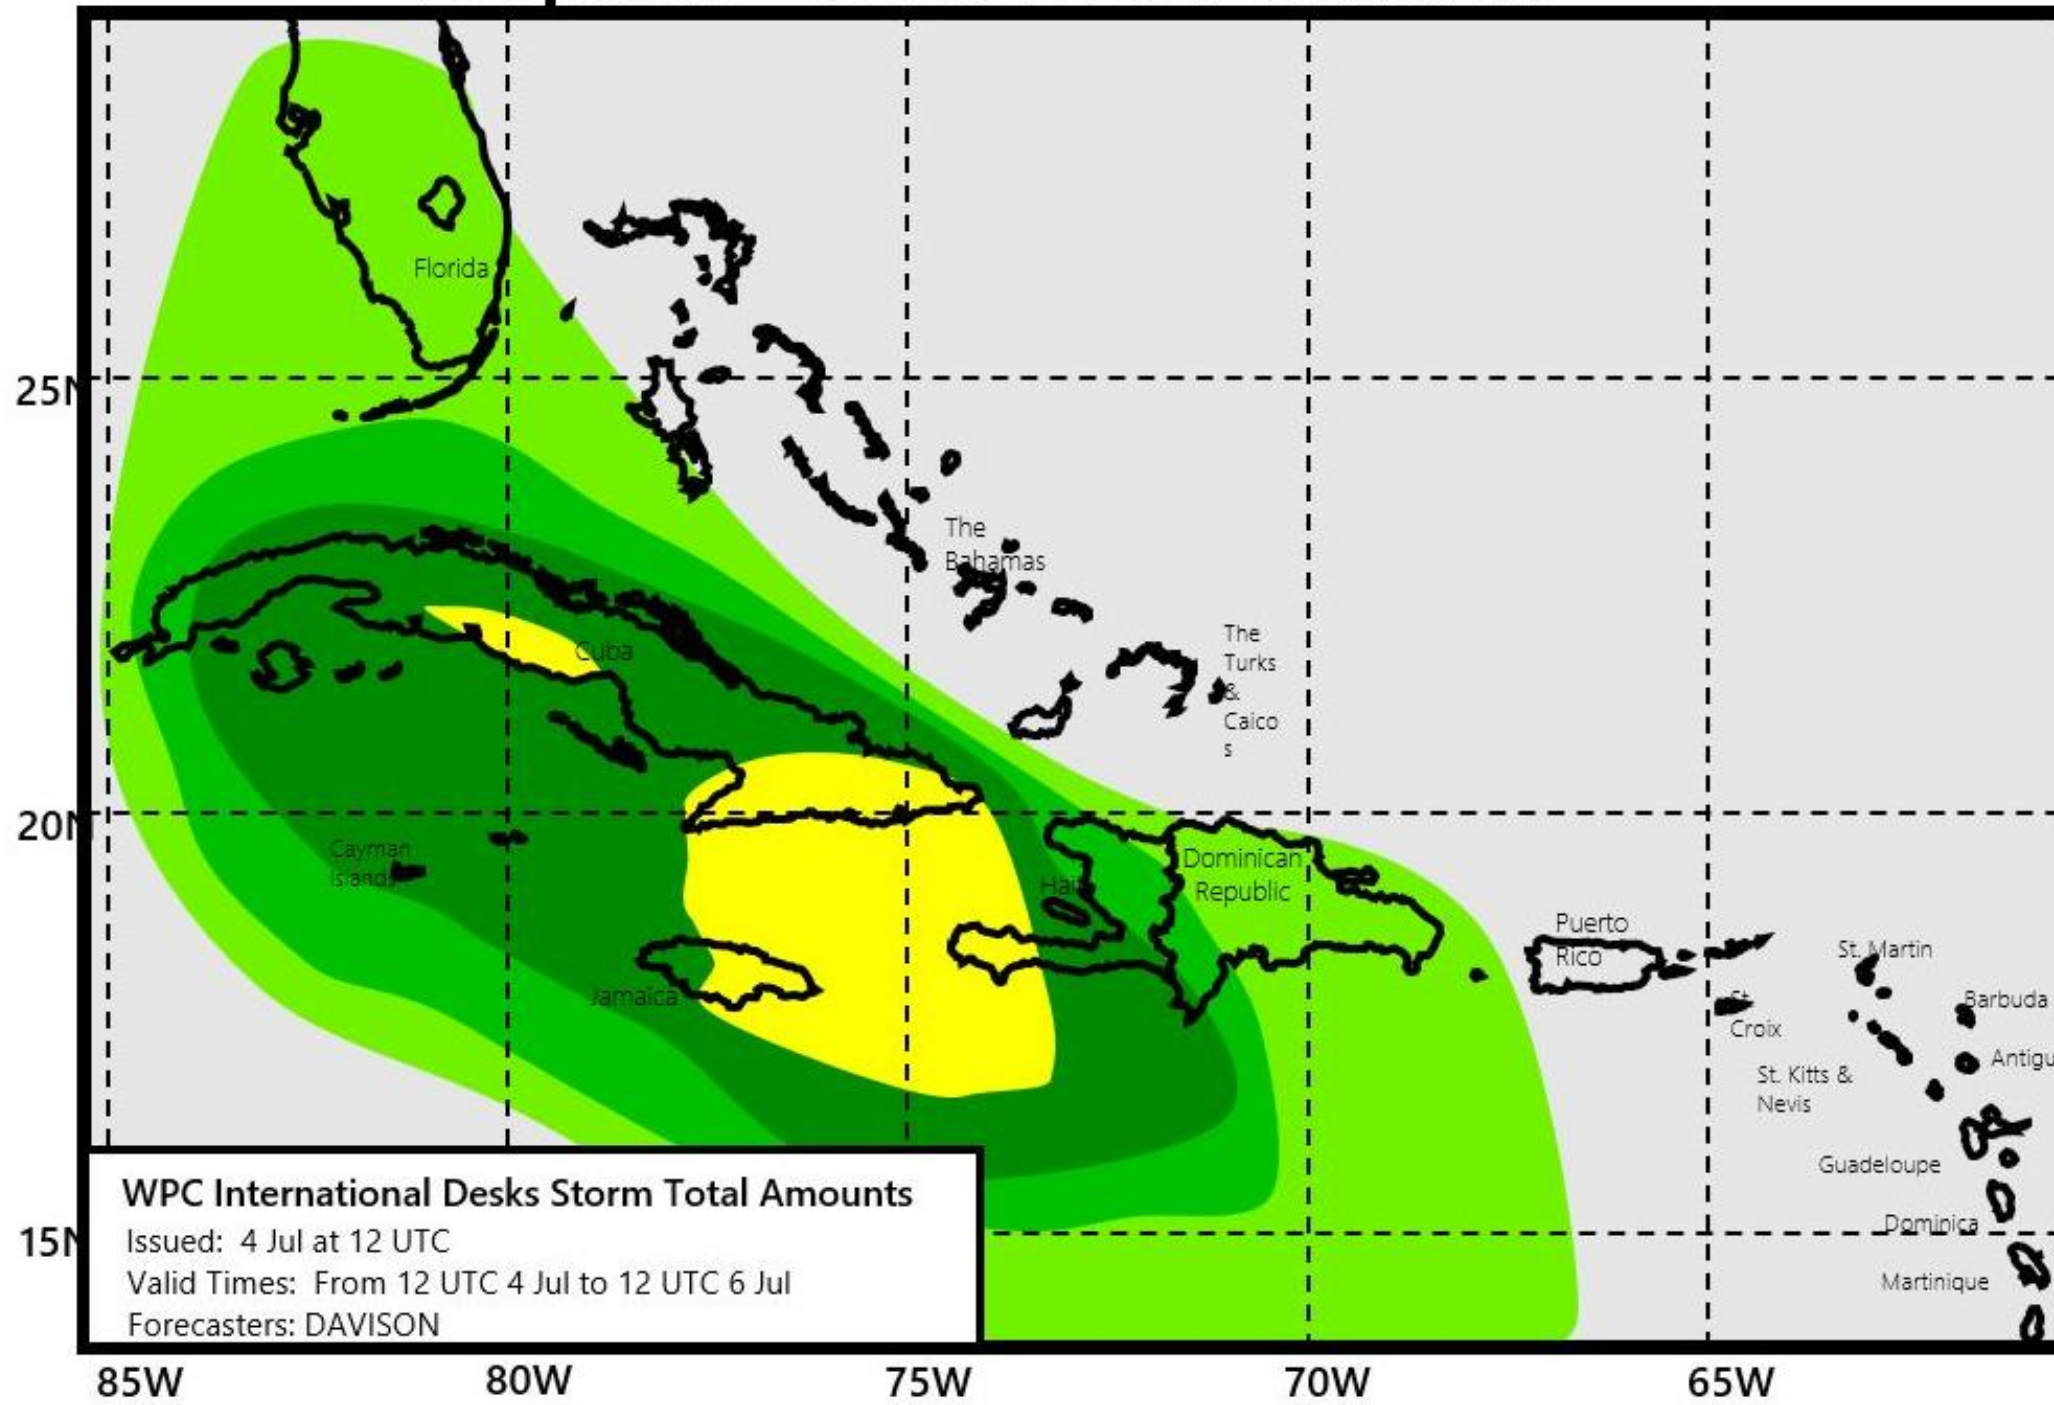 Florida
25N
The
Bahamas
The
Turks
&
Caico
s
Cuba
20N
Cayman
Islands
Haiti
Dominican
Republic
Jamaica
Puerto
Rico
St.
Croix
St. Martin
Barbuda
Antigu
St. Kitts &
Nevis
Guadeloupe
Dominica
Martinique
15N
WPC International Desks Storm Total Amounts
Issued: 4 Jul at 12 UTC
Valid Times: From 12 UTC 4 Jul to 12 UTC 6 Jul
Forecasters: DAVISON
85W
80W
75W
70W
65W